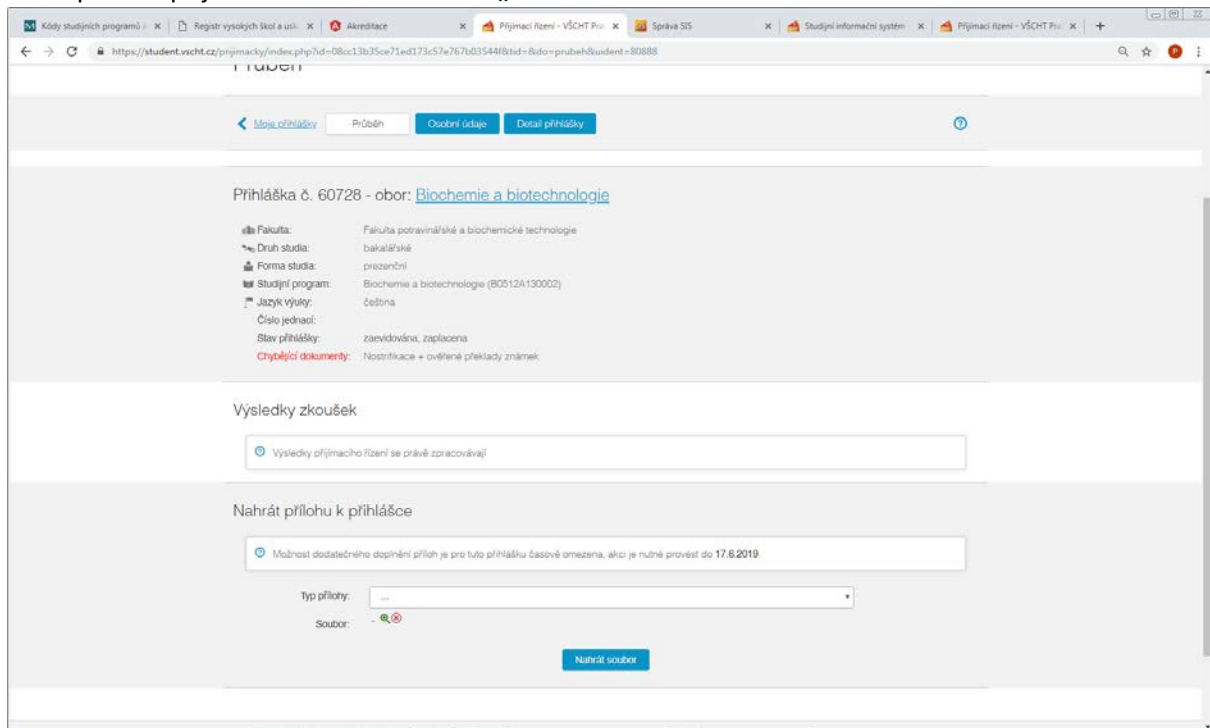 Kódy studijních programů a
Registr vysokých škol a usk
Akreditace
Přijímací řízení - VŠCHT Pra
Správa SIS
Studijní informační systém
Přijímací řízení - VŠCHT Pra
https://student.vscht.cz/prijimacky/index.php?id=08cc13b35ce71ed173c57e767b03544f&tid=&do=prubeh&uident=80888
Průběh
Moje přihlášky Průběh Osobní údaje Detail přihlášky
Přihláška č. 60728 - obor: Biochemie a biotechnologie
Fakulta: Fakulta potravinářské a biochemické technologie
Druh studia: bakalářské
Forma studia: prezenční
Studijní program: Biochemie a biotechnologie (B0512A130002)
Jazyk výuky: čeština
Číslo jednací:
Stav přihlášky: zaevidována, zaplacena
Chybějící dokumenty: Nostrifikace + ověřené překlady známek
Výsledky zkoušek
Výsledky přijímacího řízení se právě zpracovávají
Nahrát přílohu k přihlášce
Možnost dodatečného doplnění příloh je pro tuto přihlášku časově omezena, akci je nutné provést do 17.6.2019
Typ přílohy: ...
Soubor: -
Nahrát soubor